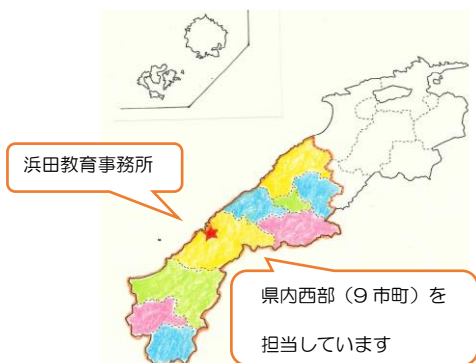 浜田教育事務所
県内西部（９市町）を
担当しています